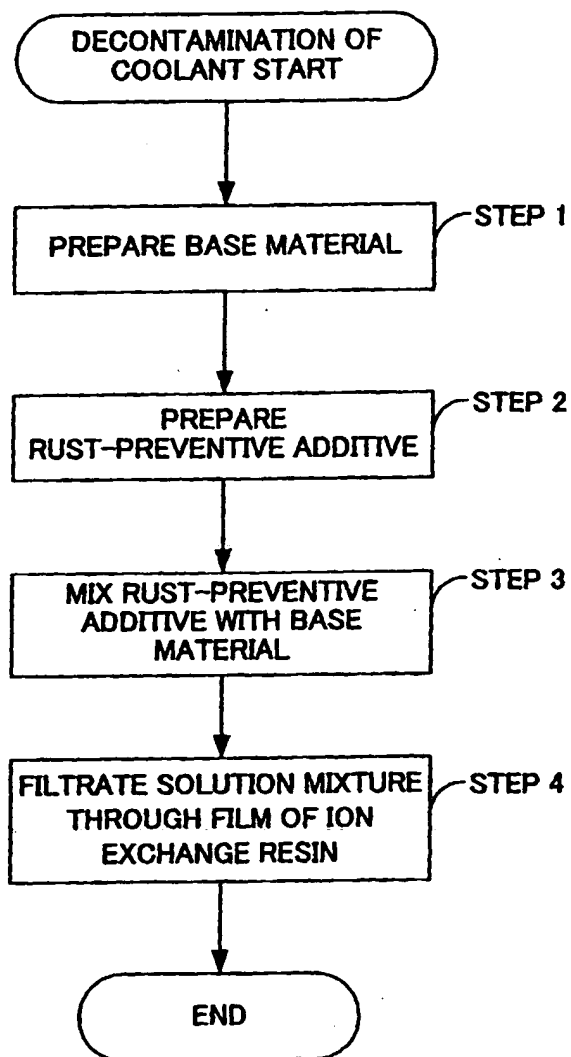 DECONTAMINATION OF
COOLANT START
PREPARE BASE MATERIAL
STEP 1
PREPARE
RUST-PREVENTIVE ADDITIVE
STEP 2
MIX RUST-PREVENTIVE
ADDITIVE WITH BASE
MATERIAL
STEP 3
FILTRATE SOLUTION MIXTURE
THROUGH FILM OF ION
EXCHANGE RESIN
STEP 4
END